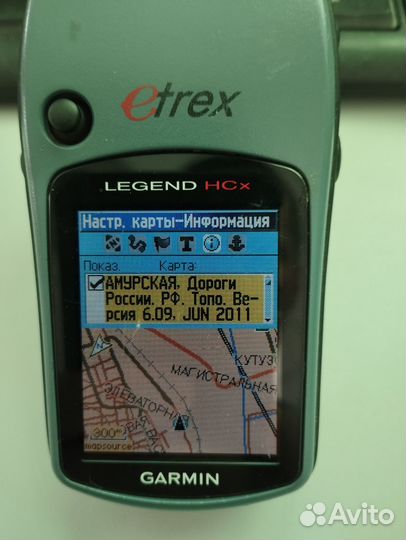 etrex
LEGEND HCx
Настр. карты-Информация
T
Показ. Карта:
АМУРСКАЯ, Дороги
России. РФ. Топо. Ве-
рсия 6.09, JUN 2011
N
КУТУЗ
МАГИСТРАЛЬНАЯ
ЭЛЕВАТОРНАЯ
300м
mapsource
GARMIN
Avito